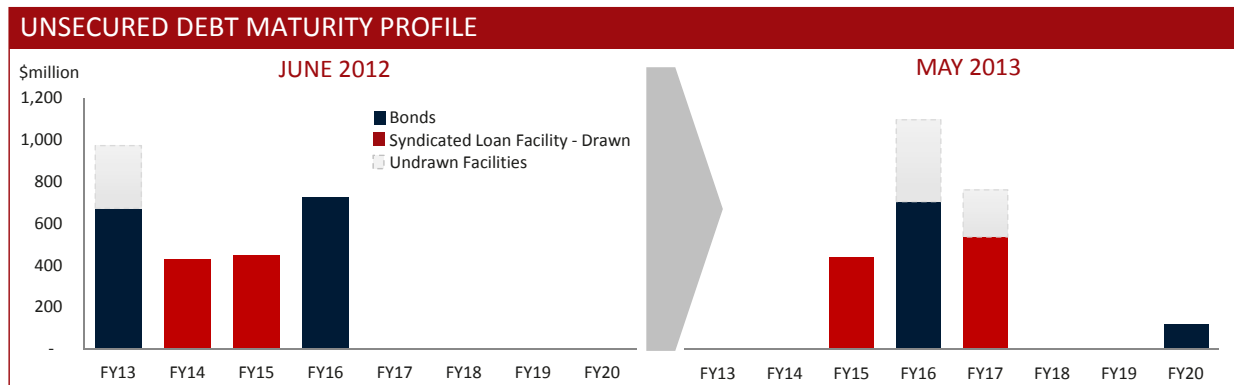 UNSECURED DEBT MATURITY PROFILE
$million
JUNE 2012
MAY 2013
1,200
1,000
800
600
400
200
-
Bonds
Syndicated Loan Facility - Drawn
Undrawn Facilities
FY13 FY14 FY15 FY16 FY17 FY18 FY19 FY20
FY13 FY14 FY15 FY16 FY17 FY18 FY19 FY20